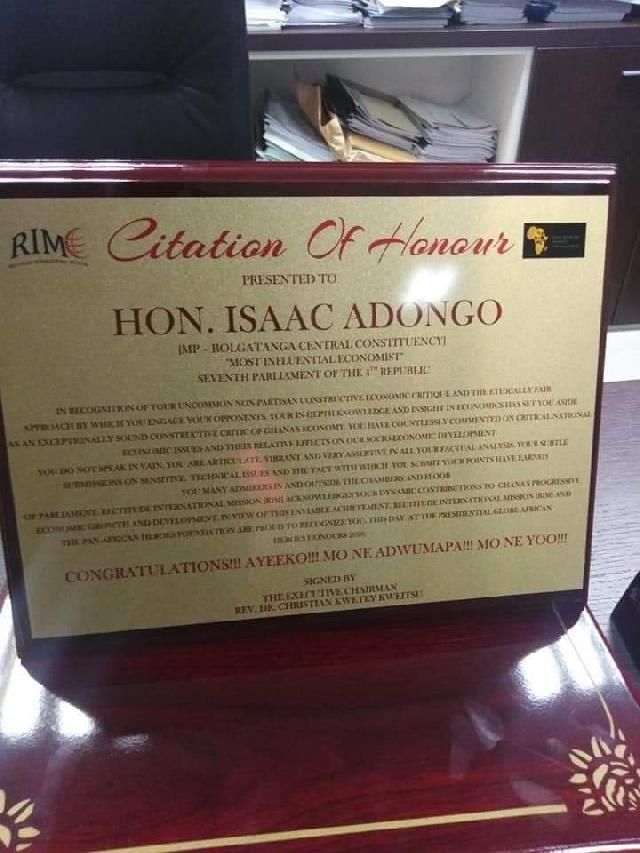 RIM
Citation Of Honour
PRESENTED TO
HON. ISAAC ADONGO
[MP – BOLGATANGA CENTRAL CONSTITUENCY]
"MOST INFLUENTIAL ECONOMIST"
SEVENTH PARLIAMENT OF THE 4TH REPUBLIC
IN RECOGNITION OF YOUR UNCOMMON NON-PARTISAN CONSTRUCTIVE ECONOMIC CRITIQUE AND THE ETHICALLY FAIR
APPROACH BY WHICH YOU ENGAGE YOUR OPPONENTS. YOUR IN-DEPTH KNOWLEDGE AND INSIGHT IN ECONOMICS HAS SET YOU ASIDE
AS AN EXCEPTIONALLY SOUND CONSTRUCTIVE CRITIC OF GHANAS ECONOMY. YOU HAVE COUNTLESSLY COMMENTED ON CRITICAL NATIONAL
ECONOMIC ISSUES AND THEIR RELATIVE EFFECTS ON OUR SOCIOECONOMIC DEVELOPMENT.
YOU DO NOT SPEAK IN VAIN. YOU ARE ARTICULATE, VIBRANT AND VERY ASSERTIVE IN ALL YOUR FACTUAL ANALYSIS. YOUR SUBTLE
SUBMISSIONS ON SENSITIVE, TECHNICAL ISSUES AND THE TACT WITH WHICH YOU SUBMIT YOUR POINTS HAVE EARNED
YOU MANY ADMIRERS IN AND OUTSIDE THE CHAMBERS AND FLOOR
OF PARLIAMENT. RECTITUDE INTERNATIONAL MISSION [RIM] ACKNOWLEDGES YOUR DYNAMIC CONTRIBUTIONS TO GHANA'S PROGRESSIVE
ECONOMIC GROWTH AND DEVELOPMENT. IN VIEW OF THIS ENVIABLE ACHIEVEMENT, RECTITUDE INTERNATIONAL MISSION [RIM] AND
THE PAN-AFRICAN HEROES FOUNDATION ARE PROUD TO RECOGNIZE YOU THIS DAY AT THE PRESIDENTIAL GLOBE AFRICAN
HEROES HONOURS
CONGRATULATIONS!!! AYEEKO!!! MO NE ADWUMAPA!!! MO NE YOO!!!
SIGNED BY
THE EXECUTIVE CHAIRMAN
REV. DR. CHRISTIAN KWETEY KWEITSU